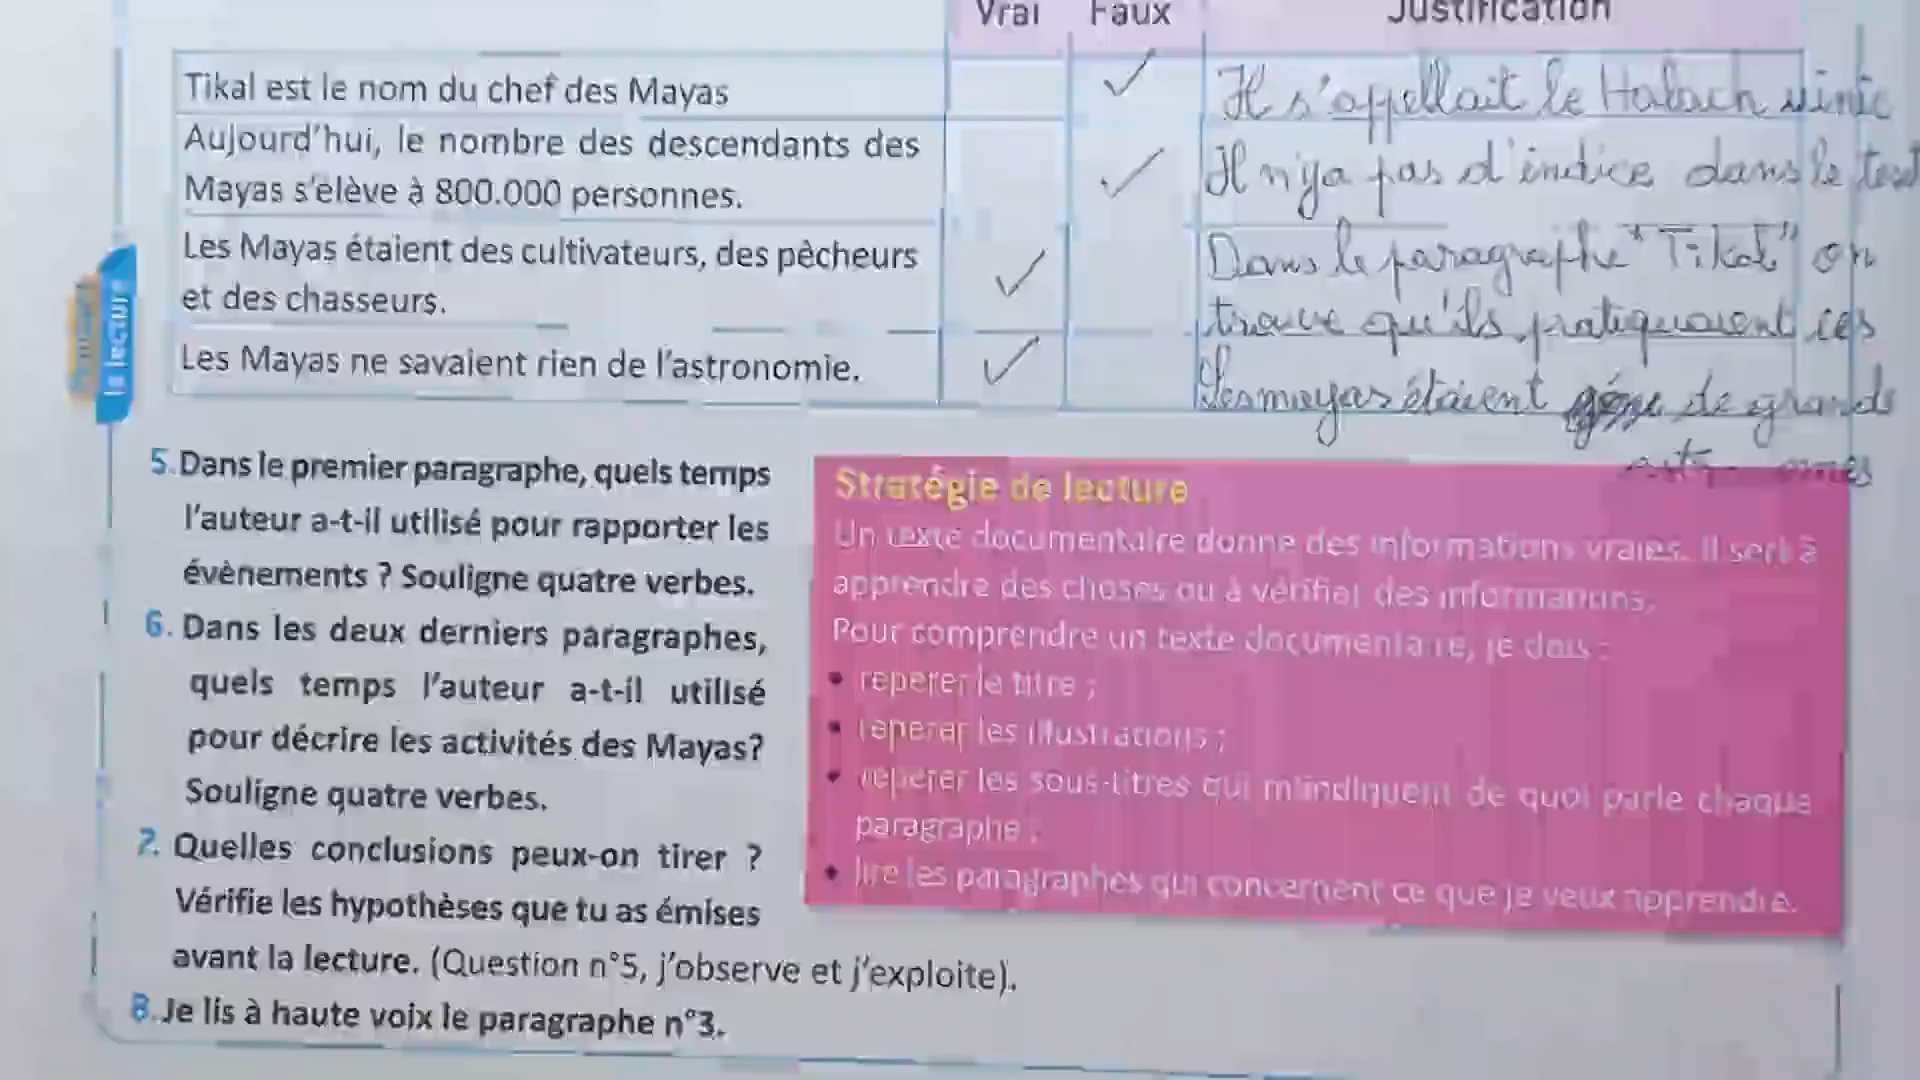 Vrai Faux Justification
Tikal est le nom du chef des Mayas
Il s'appellait le Halach uinic
Aujourd'hui, le nombre des descendants des
Mayas s'élève à 800.000 personnes.
Il n'ya pas d'indice dans le text
Les Mayas étaient des cultivateurs, des pêcheurs
et des chasseurs.
Dans le paragraphe "Tikal" on
trouve qu'ils pratiquaient ces
Les Mayas ne savaient rien de l'astronomie.
Les mayas étaient de grands
la lecture
5. Dans le premier paragraphe, quels temps
l'auteur a-t-il utilisé pour rapporter les
évènements ? Souligne quatre verbes.
6. Dans les deux derniers paragraphes,
quels temps l'auteur a-t-il utilisé
pour décrire les activités des Mayas?
Souligne quatre verbes.
7. Quelles conclusions peux-on tirer ?
Vérifie les hypothèses que tu as émises
avant la lecture. (Question n°5, j'observe et j'exploite).
8. Je lis à haute voix le paragraphe n°3.
Stratégie de lecture
Un texte documentaire donne des informations vraies. Il sert à
apprendre des choses ou à vérifier des informations.
Pour comprendre un texte documentaire, je dois :
• repérer le titre ;
• repérer les illustrations ;
• repérer les sous-titres qui m'indiquent de quoi parle chaque
paragraphe ;
• lire les paragraphes qui concernent ce que je veux apprendre.